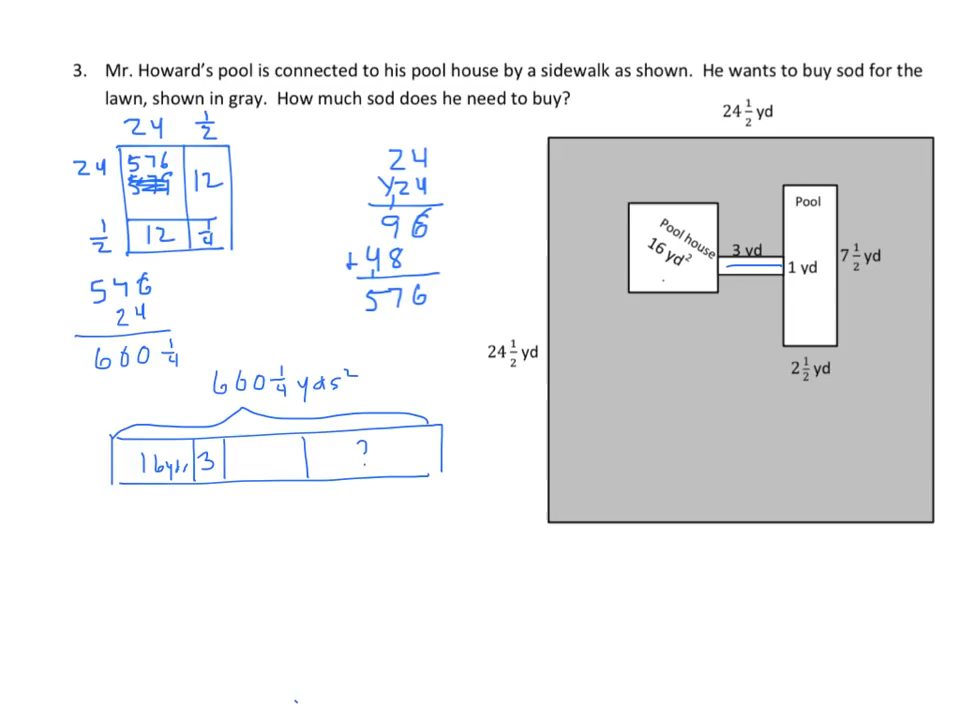 3. Mr. Howard's pool is connected to his pool house by a sidewalk as shown. He wants to buy sod for the
lawn, shown in gray. How much sod does he need to buy?
24 1/2 yd
24 1/2
24 576 12
1/2 12 1/4
576
24
660 1/4
24
x24
96
+48
576
660 1/4 yds²
16 yds 3 ?
Pool
Pool house
16 yd²
3 yd
1 yd
7 1/2 yd
24 1/2 yd
2 1/2 yd